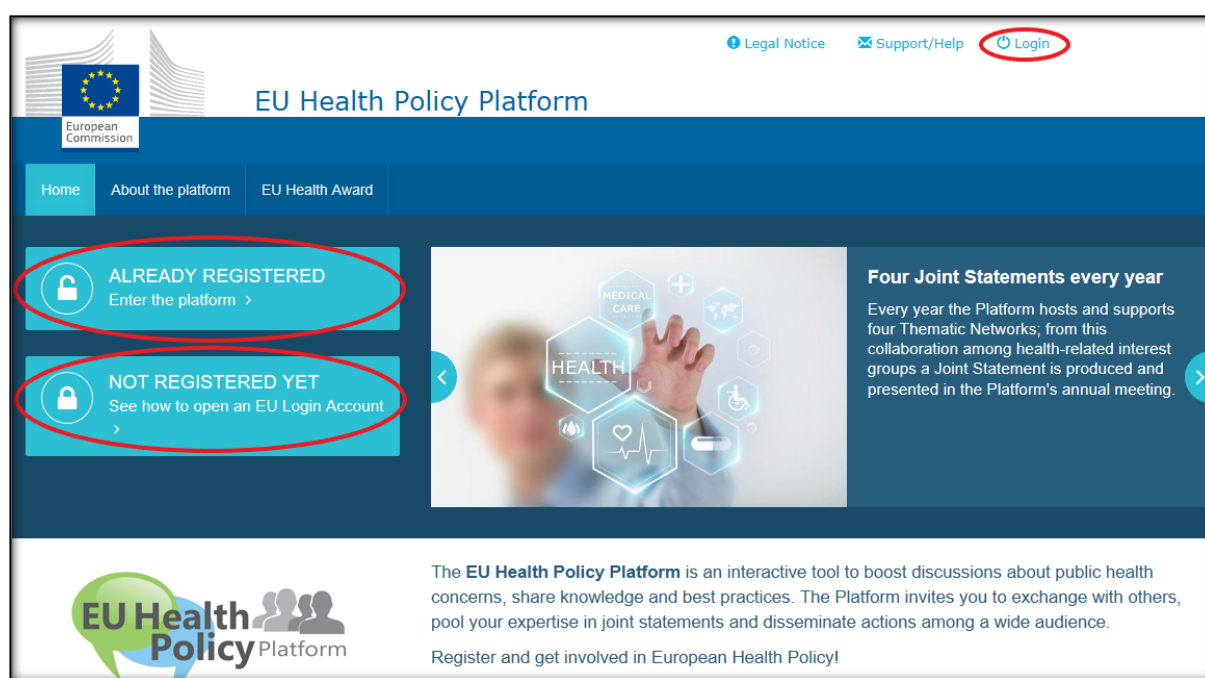 Legal Notice
Support/Help
Login
European
Commission
EU Health Policy Platform
Home
About the platform
EU Health Award
ALREADY REGISTERED
Enter the platform >
NOT REGISTERED YET
See how to open an EU Login Account
>
MEDICAL
CARE
HEALTH
Four Joint Statements every year
Every year the Platform hosts and supports
four Thematic Networks; from this
collaboration among health-related interest
groups a Joint Statement is produced and
presented in the Platform's annual meeting.
EU Health
Policy Platform
The EU Health Policy Platform is an interactive tool to boost discussions about public health
concerns, share knowledge and best practices. The Platform invites you to exchange with others,
pool your expertise in joint statements and disseminate actions among a wide audience.
Register and get involved in European Health Policy!